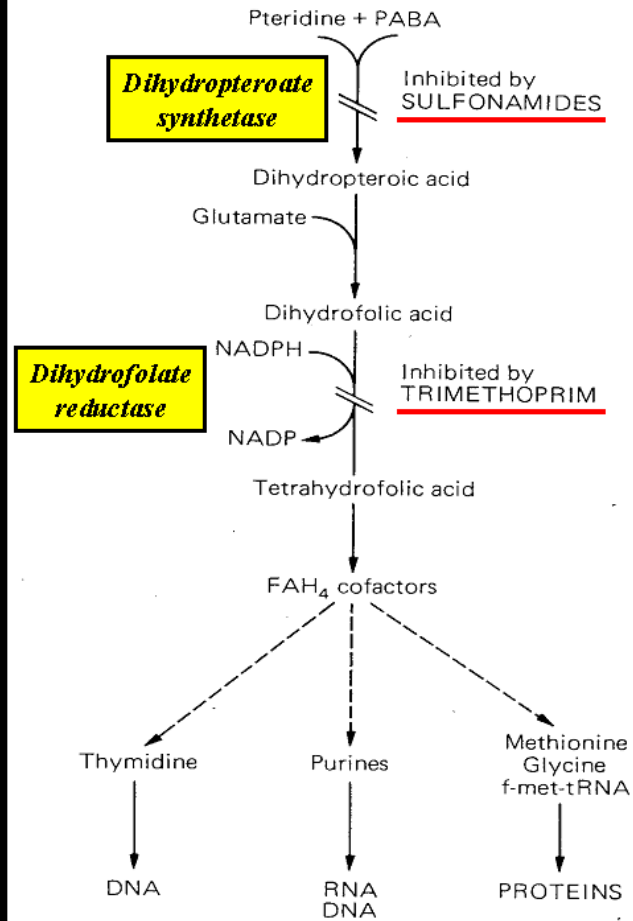 Pteridine + PABA
Dihydropteroate
synthetase
Inhibited by
SULFONAMIDES
Dihydropteroic acid
Glutamate
Dihydrofolic acid
NADPH
Dihydrofolate
reductase
Inhibited by
TRIMETHOPRIM
NADP
Tetrahydrofolic acid
FAH₄ cofactors
Thymidine
Purines
Methionine
Glycine
f-met-tRNA
DNA
RNA
DNA
PROTEINS